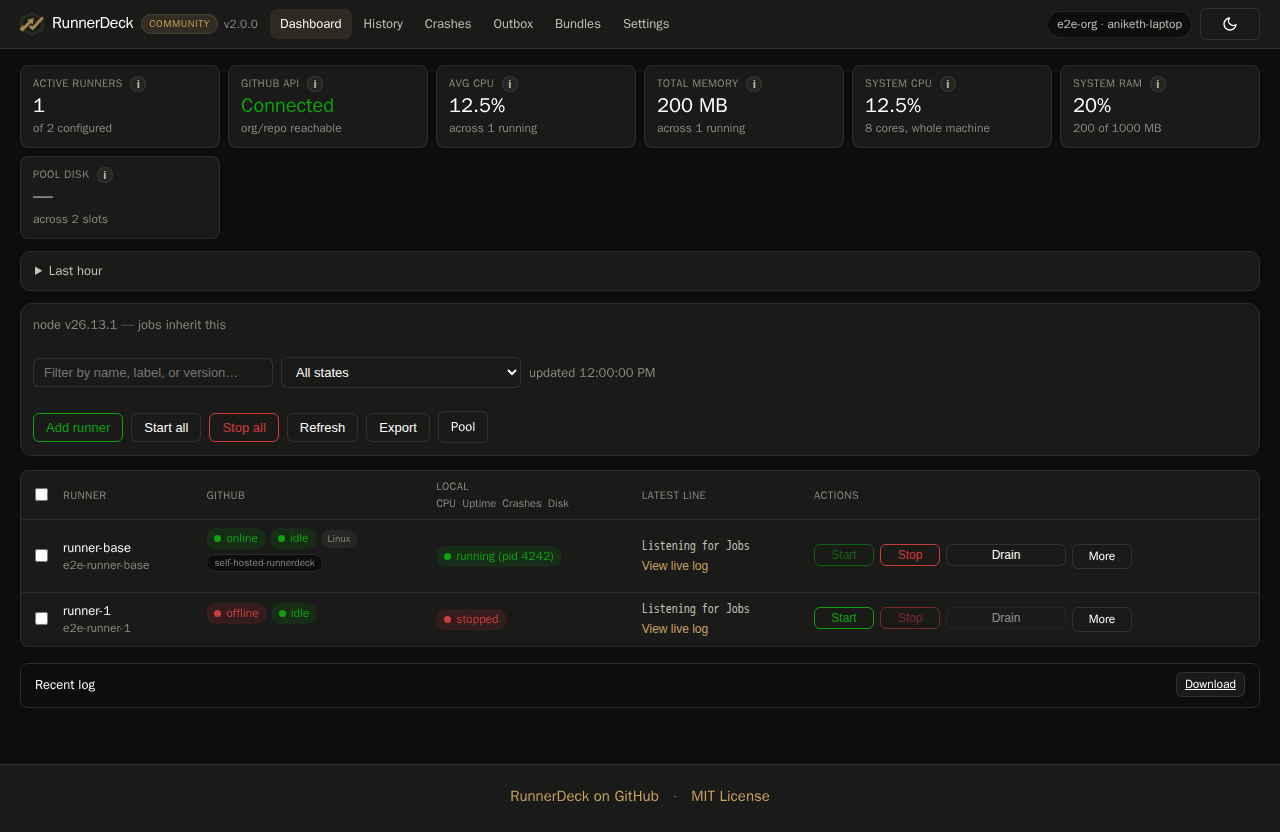 RunnerDeck COMMUNITY v2.0.0 Dashboard History Crashes Outbox Bundles Settings e2e-org · aniketh-laptop
ACTIVE RUNNERS i
1
of 2 configured
GITHUB API i
Connected
org/repo reachable
AVG CPU i
12.5%
across 1 running
TOTAL MEMORY i
200 MB
across 1 running
SYSTEM CPU i
12.5%
8 cores, whole machine
SYSTEM RAM i
20%
200 of 1000 MB
POOL DISK i
—
across 2 slots
Last hour
node v26.13.1 — jobs inherit this
Filter by name, label, or version… All states updated 12:00:00 PM
Add runner Start all Stop all Refresh Export Pool
RUNNER GITHUB LOCAL LATEST LINE ACTIONS
CPU Uptime Crashes Disk
runner-base
e2e-runner-base
online idle Linux
self-hosted-runnerdeck
running (pid 4242)
Listening for Jobs
View live log
Start Stop Drain More
runner-1
e2e-runner-1
offline idle
stopped
Listening for Jobs
View live log
Start Stop Drain More
Recent log Download
RunnerDeck on GitHub · MIT License